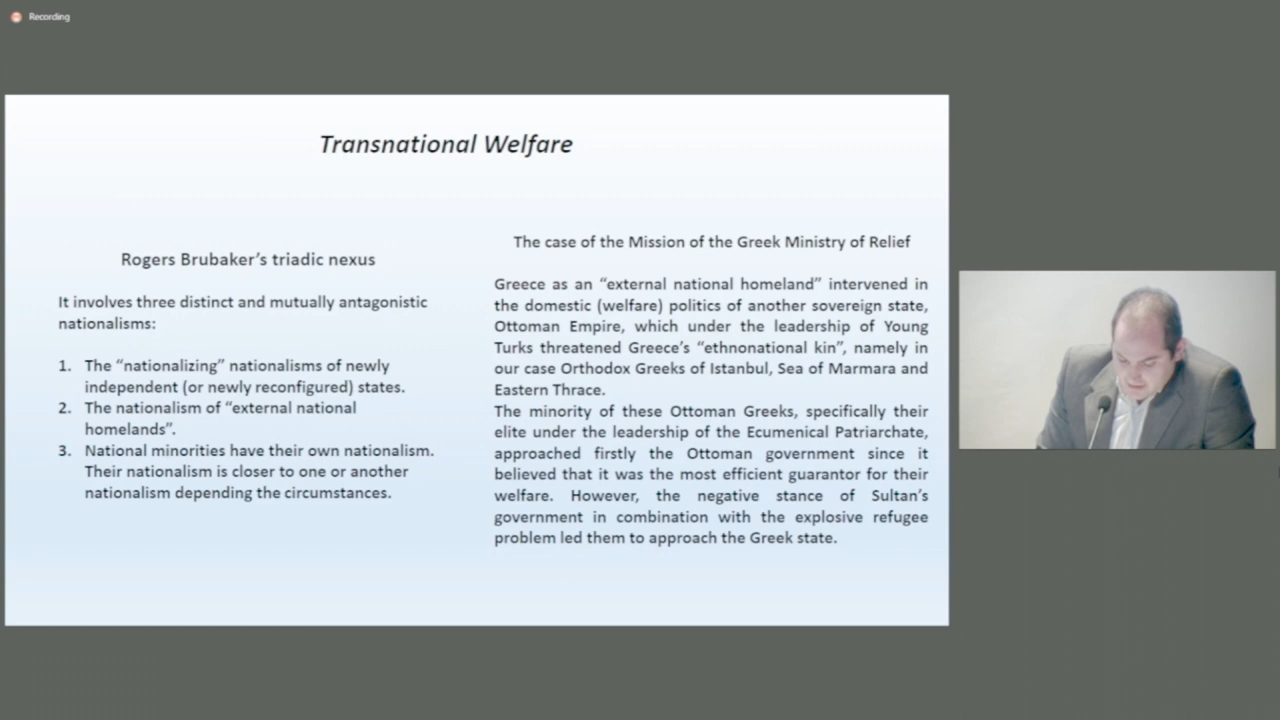 Recording
Transnational Welfare
Rogers Brubaker's triadic nexus
It involves three distinct and mutually antagonistic
nationalisms:
1. The "nationalizing" nationalisms of newly
independent (or newly reconfigured) states.
2. The nationalism of "external national
homelands".
3. National minorities have their own nationalism.
Their nationalism is closer to one or another
nationalism depending the circumstances.
The case of the Mission of the Greek Ministry of Relief
Greece as an "external national homeland" intervened in
the domestic (welfare) politics of another sovereign state,
Ottoman Empire, which under the leadership of Young
Turks threatened Greece's "ethnonational kin", namely in
our case Orthodox Greeks of Istanbul, Sea of Marmara and
Eastern Thrace.
The minority of these Ottoman Greeks, specifically their
elite under the leadership of the Ecumenical Patriarchate,
approached firstly the Ottoman government since it
believed that it was the most efficient guarantor for their
welfare. However, the negative stance of Sultan's
government in combination with the explosive refugee
problem led them to approach the Greek state.